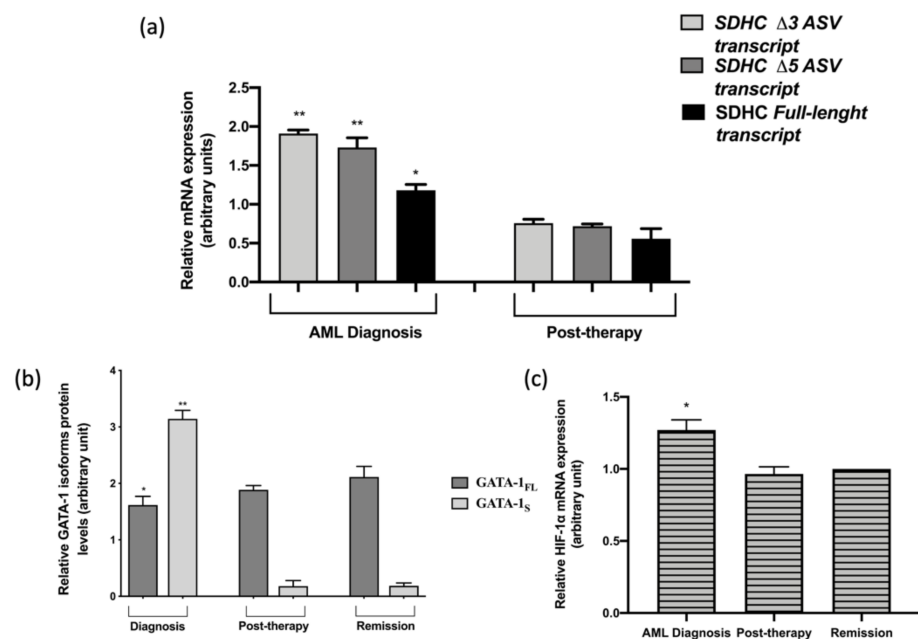 (a)
SDHC Δ3 ASV
transcript
SDHC Δ5 ASV
transcript
SDHC Full-lenght
transcript
Relative mRNA expression
(arbitrary units)
2.5
2.0
1.5
1.0
0.5
0.0
**
**
*
AML Diagnosis
Post-therapy
(b)
Relative GATA-1 isoforms protein
levels (arbitrary unit)
4
3
2
1
0
*
**
GATA-1FL
GATA-1S
Diagnosis
Post-therapy
Remission
(c)
Relative HIF-1α mRNA expression
(arbitrary unit)
1.5
1.0
0.5
0.0
*
AML Diagnosis
Post-therapy
Remission